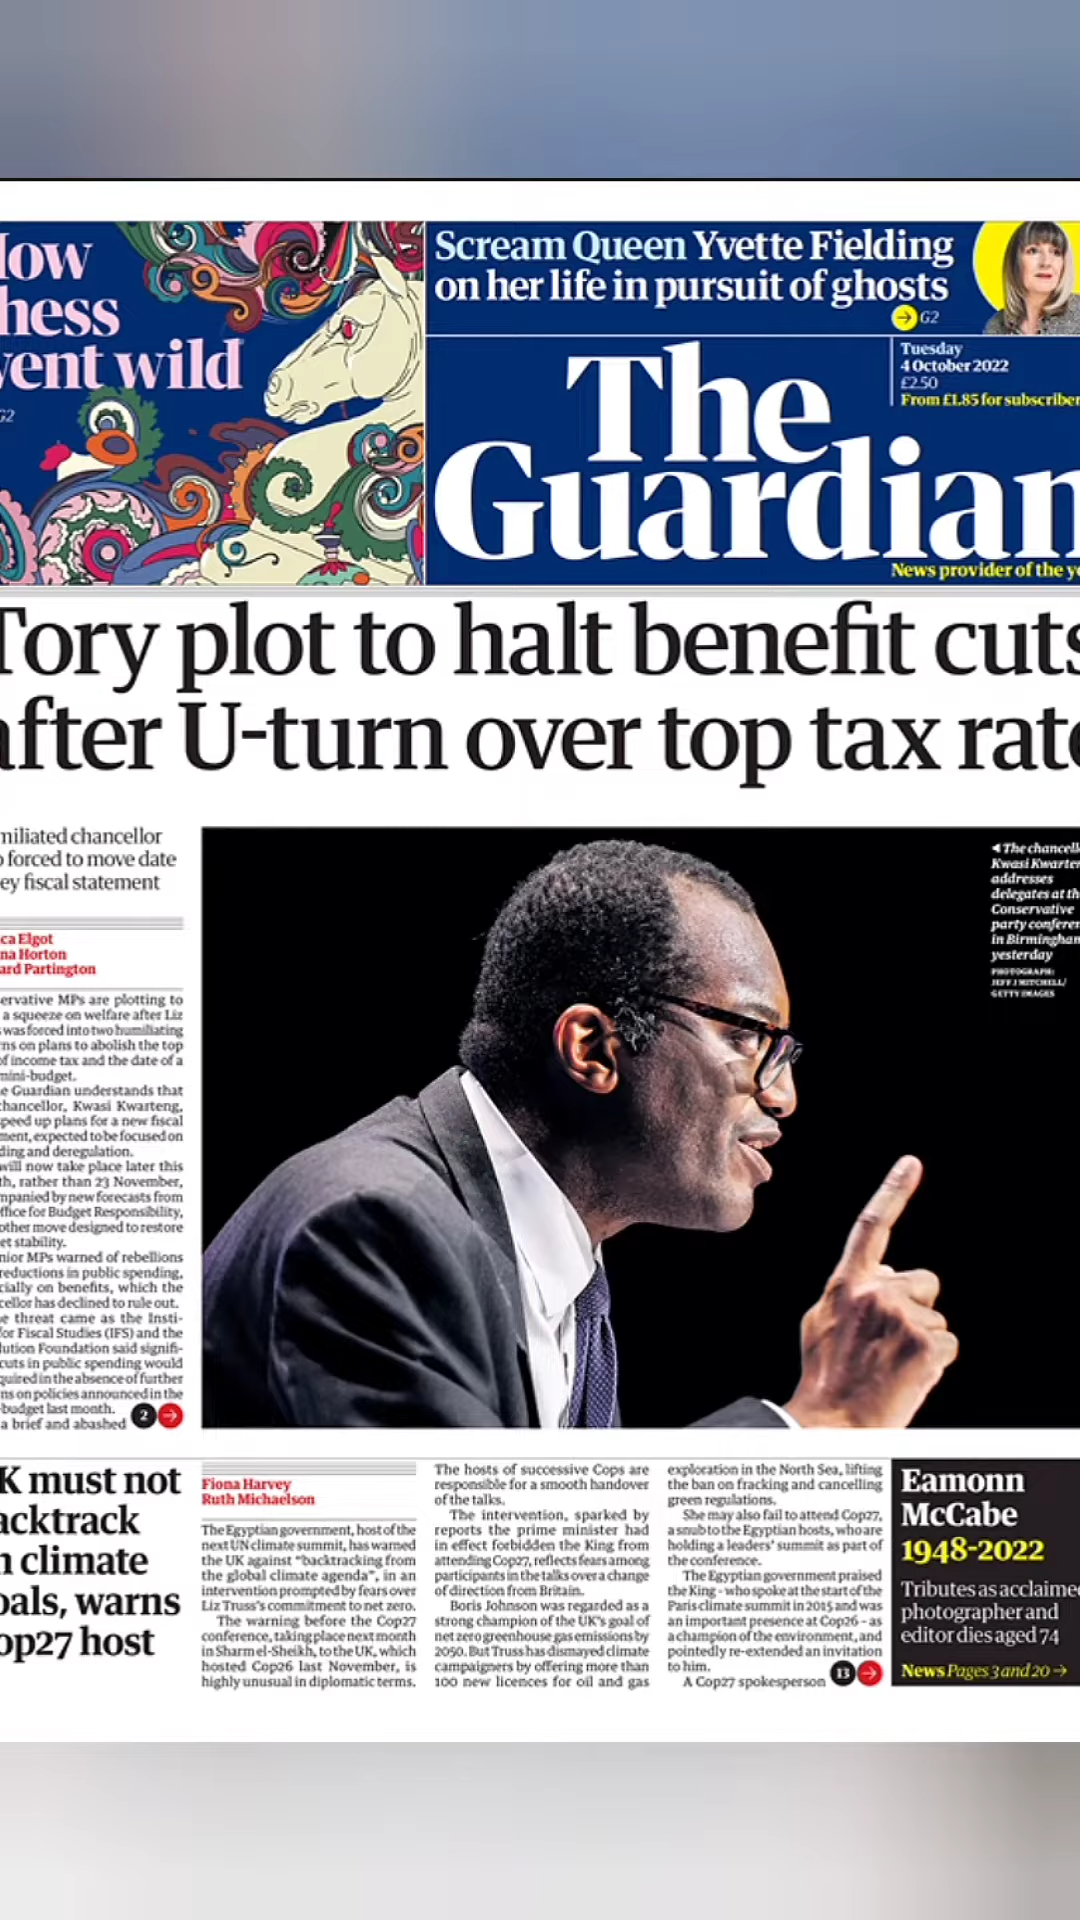 How
chess
went wild
G2
Scream Queen Yvette Fielding
on her life in pursuit of ghosts
G2
Tuesday
4 October 2022
£2.50
From £1.85 for subscriber
The
Guardian
News provider of the ye
Tory plot to halt benefit cuts
after U-turn over top tax rate
miliated chancellor
o forced to move date
ey fiscal statement
ca Elgot
na Horton
ard Partington
ervative MPs are plotting to
a squeeze on welfare after Liz
was forced into two humiliating
rns on plans to abolish the top
of income tax and the date of a
mini-budget.
e Guardian understands that
chancellor, Kwasi Kwarteng,
speed up plans for a new fiscal
ment, expected to be focused on
ding and deregulation.
will now take place later this
th, rather than 23 November,
mpanied by new forecasts from
ffice for Budget Responsibility,
other move designed to restore
et stability.
nior MPs warned of rebellions
reductions in public spending,
cially on benefits, which the
cellor has declined to rule out.
e threat came as the Insti-
for Fiscal Studies (IFS) and the
lution Foundation said signifi-
cuts in public spending would
quired in the absence of further
ns on policies announced in the
-budget last month.
a brief and abashed 2
◀ The chancello
Kwasi Kwarten
addresses
delegates at the
Conservative
party conferen
in Birmingham
yesterday
PHOTOGRAPH:
JEFF J MITCHELL/
GETTY IMAGES
K must not
acktrack
n climate
oals, warns
op27 host
Fiona Harvey
Ruth Michaelson
The Egyptian government, host of the
next UN climate summit, has warned
the UK against "backtracking from
the global climate agenda", in an
intervention prompted by fears over
Liz Truss's commitment to net zero.
The warning before the Cop27
conference, taking place next month
in Sharm el-Sheikh, to the UK, which
hosted Cop26 last November, is
highly unusual in diplomatic terms.
The hosts of successive Cops are
responsible for a smooth handover
of the talks.
The intervention, sparked by
reports the prime minister had
in effect forbidden the King from
attending Cop27, reflects fears among
participants in the talks over a change
of direction from Britain.
Boris Johnson was regarded as a
strong champion of the UK's goal of
net zero greenhouse gas emissions by
2050. But Truss has dismayed climate
campaigners by offering more than
100 new licences for oil and gas
exploration in the North Sea, lifting
the ban on fracking and cancelling
green regulations.
She may also fail to attend Cop27,
a snub to the Egyptian hosts, who are
holding a leaders' summit as part of
the conference.
The Egyptian government praised
the King - who spoke at the start of the
Paris climate summit in 2015 and was
an important presence at Cop26 - as
a champion of the environment, and
pointedly re-extended an invitation
to him.
A Cop27 spokesperson 13
Eamonn
McCabe
1948-2022
Tributes as acclaimed
photographer and
editor dies aged 74
News Pages 3 and 20 →